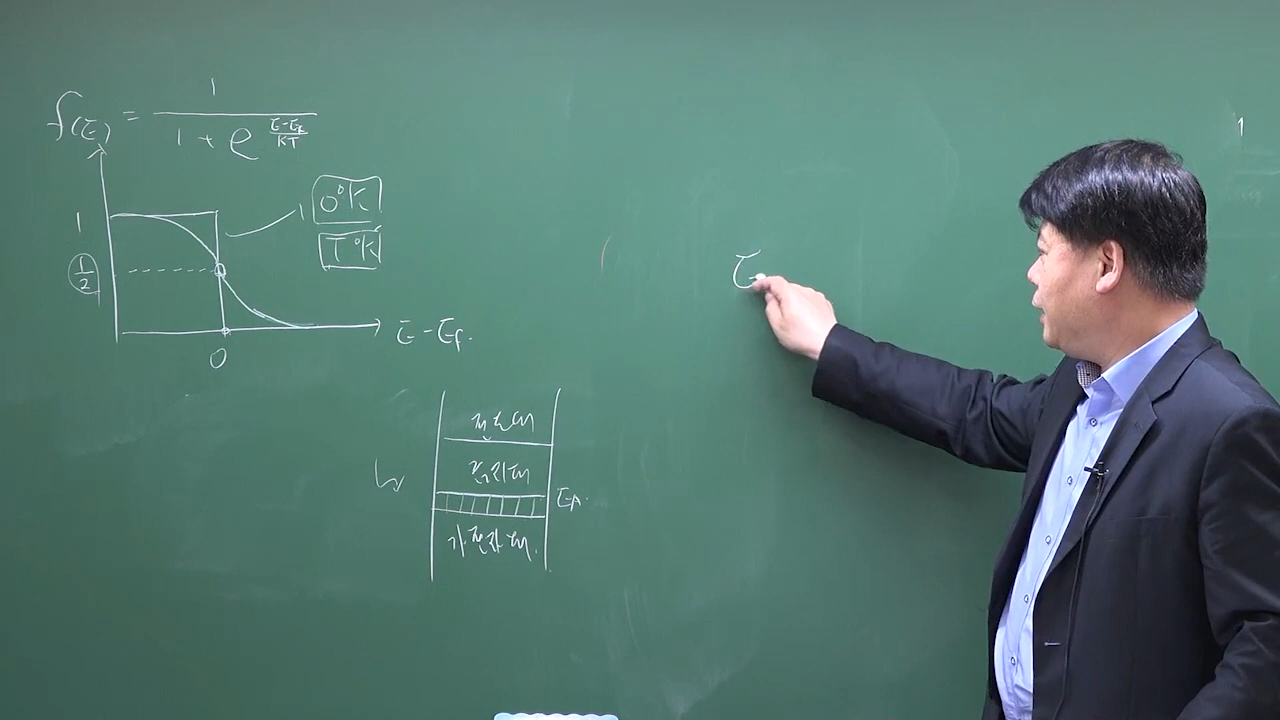 f(E) = 1 / (1 + e^((E-Ef)/KT))
1
1/2
0
0°K
T°K
E-Ef.
전도대
금지대
가전자대.
E
1